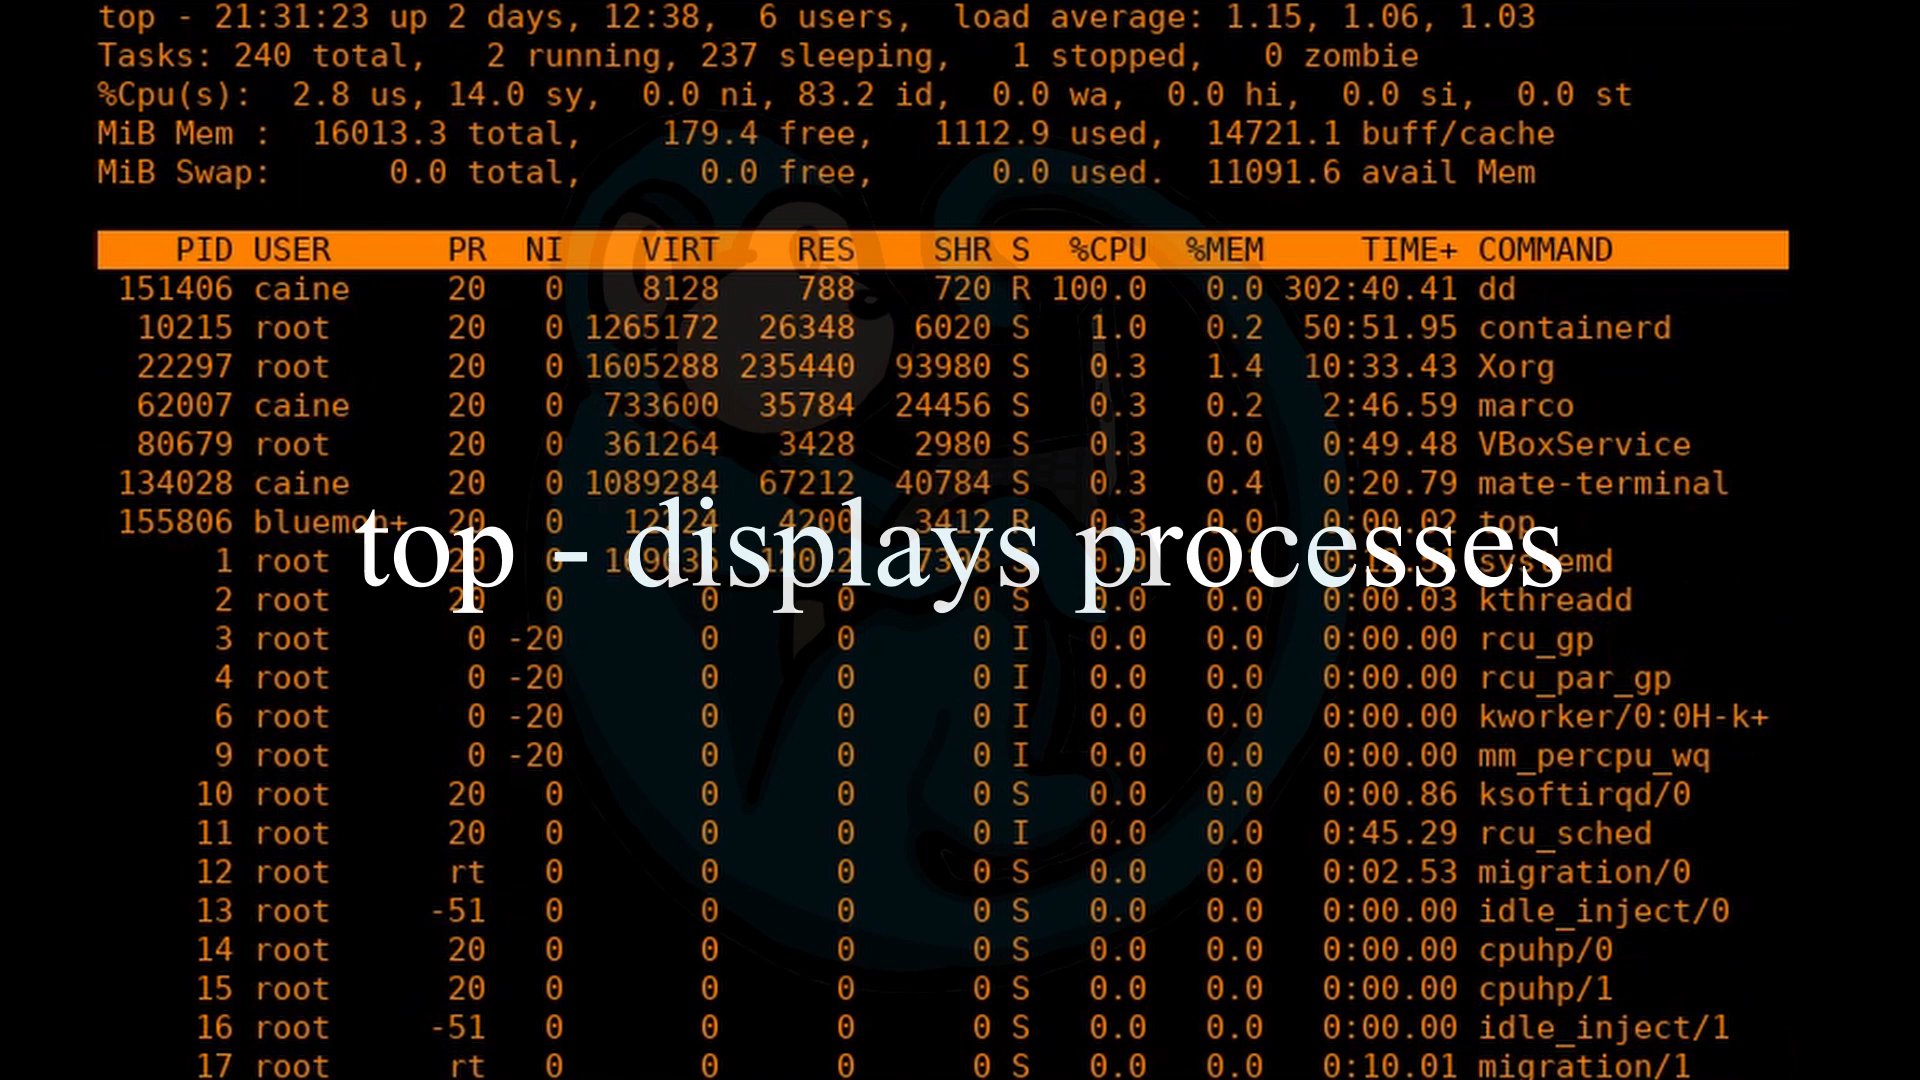 top - 21:31:23 up 2 days, 12:38,  6 users,  load average: 1.15, 1.06, 1.03
Tasks: 240 total,   2 running, 237 sleeping,   1 stopped,   0 zombie
%Cpu(s):  2.8 us, 14.0 sy,  0.0 ni, 83.2 id,  0.0 wa,  0.0 hi,  0.0 si,  0.0 st
MiB Mem :  16013.3 total,    179.4 free,   1112.9 used,  14721.1 buff/cache
MiB Swap:      0.0 total,      0.0 free,      0.0 used.  11091.6 avail Mem
PID USER      PR  NI    VIRT    RES    SHR S  %CPU  %MEM     TIME+ COMMAND
151406 caine     20   0    8128    788    720 R 100.0   0.0 302:40.41 dd
10215 root      20   0 1265172  26348   6020 S   1.0   0.2  50:51.95 containerd
22297 root      20   0 1605288 235440  93980 S   0.3   1.4  10:33.43 Xorg
62007 caine     20   0  733600  35784  24456 S   0.3   0.2   2:46.59 marco
80679 root      20   0  361264   3428   2980 S   0.3   0.0   0:49.48 VBoxService
134028 caine     20   0 1089284  67212  40784 S   0.3   0.4   0:20.79 mate-terminal
155806 bluemon+  20   0   4200   3412 R   0.3   0.0   0:00.02 top
top - displays processes
1 root      20   0 systemd
2 root      20   0       0      0      0 S   0.0   0.0   0:00.03 kthreadd
3 root       0 -20       0      0      0 I   0.0   0.0   0:00.00 rcu_gp
4 root       0 -20       0      0      0 I   0.0   0.0   0:00.00 rcu_par_gp
6 root       0 -20       0      0      0 I   0.0   0.0   0:00.00 kworker/0:0H-k+
9 root       0 -20       0      0      0 I   0.0   0.0   0:00.00 mm_percpu_wq
10 root      20   0       0      0      0 S   0.0   0.0   0:00.86 ksoftirqd/0
11 root      20   0       0      0      0 I   0.0   0.0   0:45.29 rcu_sched
12 root      rt   0       0      0      0 S   0.0   0.0   0:02.53 migration/0
13 root     -51   0       0      0      0 S   0.0   0.0   0:00.00 idle_inject/0
14 root      20   0       0      0      0 S   0.0   0.0   0:00.00 cpuhp/0
15 root      20   0       0      0      0 S   0.0   0.0   0:00.00 cpuhp/1
16 root     -51   0       0      0      0 S   0.0   0.0   0:00.00 idle_inject/1
17 root      rt   0       0      0      0 S   0.0   0.0   0:10.01 migration/1